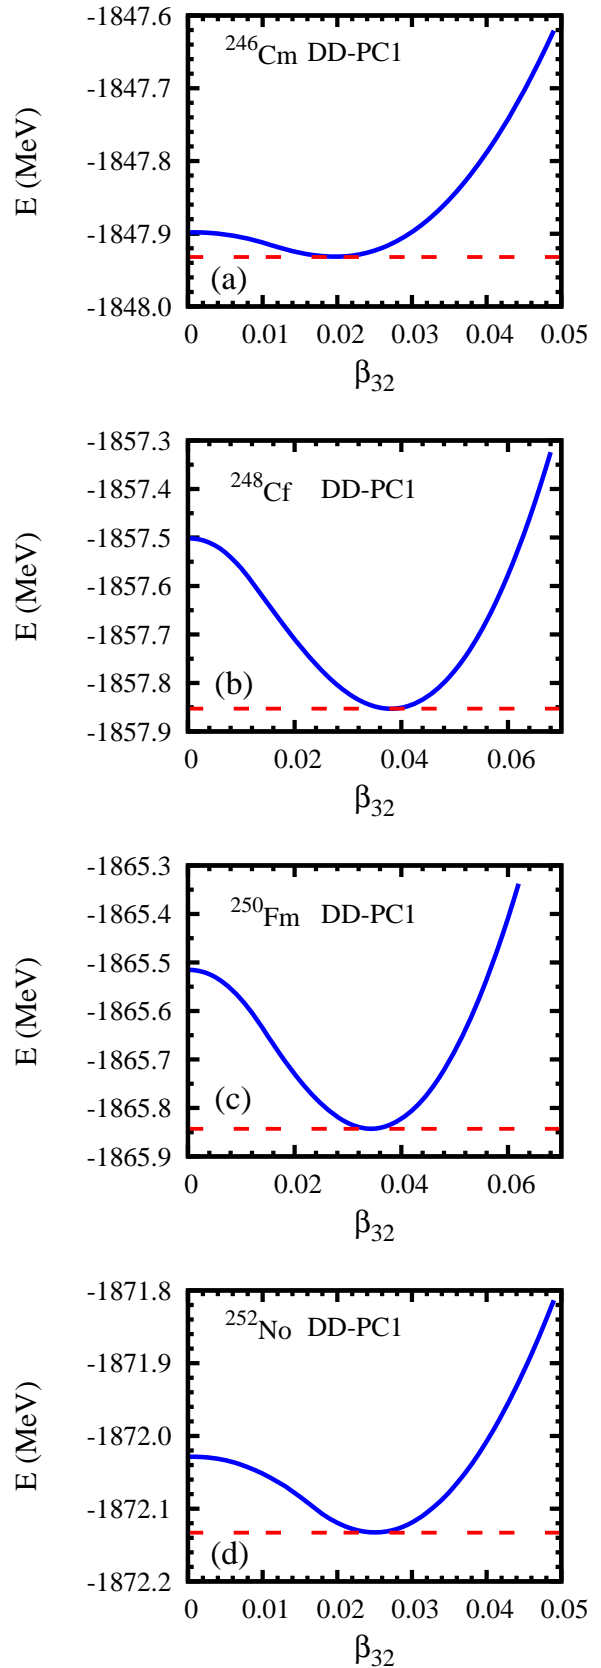 -1847.6
²⁴⁶Cm DD-PC1
-1847.7
-1847.8
E (MeV)
-1847.9
(a)
-1848.0
0 0.01 0.02 0.03 0.04 0.05
β₃₂
-1857.3
-1857.4
²⁴⁸Cf DD-PC1
-1857.5
E (MeV)
-1857.6
-1857.7
-1857.8
(b)
-1857.9
0 0.02 0.04 0.06
β₃₂
-1865.3
-1865.4
²⁵⁰Fm DD-PC1
-1865.5
E (MeV)
-1865.6
-1865.7
-1865.8
(c)
-1865.9
0 0.02 0.04 0.06
β₃₂
-1871.8
²⁵²No DD-PC1
-1871.9
E (MeV)
-1872.0
-1872.1
(d)
-1872.2
0 0.01 0.02 0.03 0.04 0.05
β₃₂